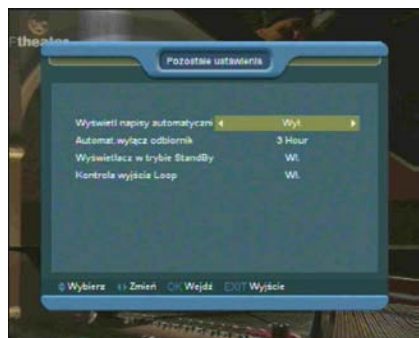 Ftheater
Pozostałe ustawienia
Wyświetl napisy automatyczni Wył.
Automat.wyłącz odbiornik 3 Hour
Wyświetlacz w trybie StandBy Wł.
Kontrola wyjścia Loop Wł.
Wybierz Zmień OK Wejdź EXIT Wyjście